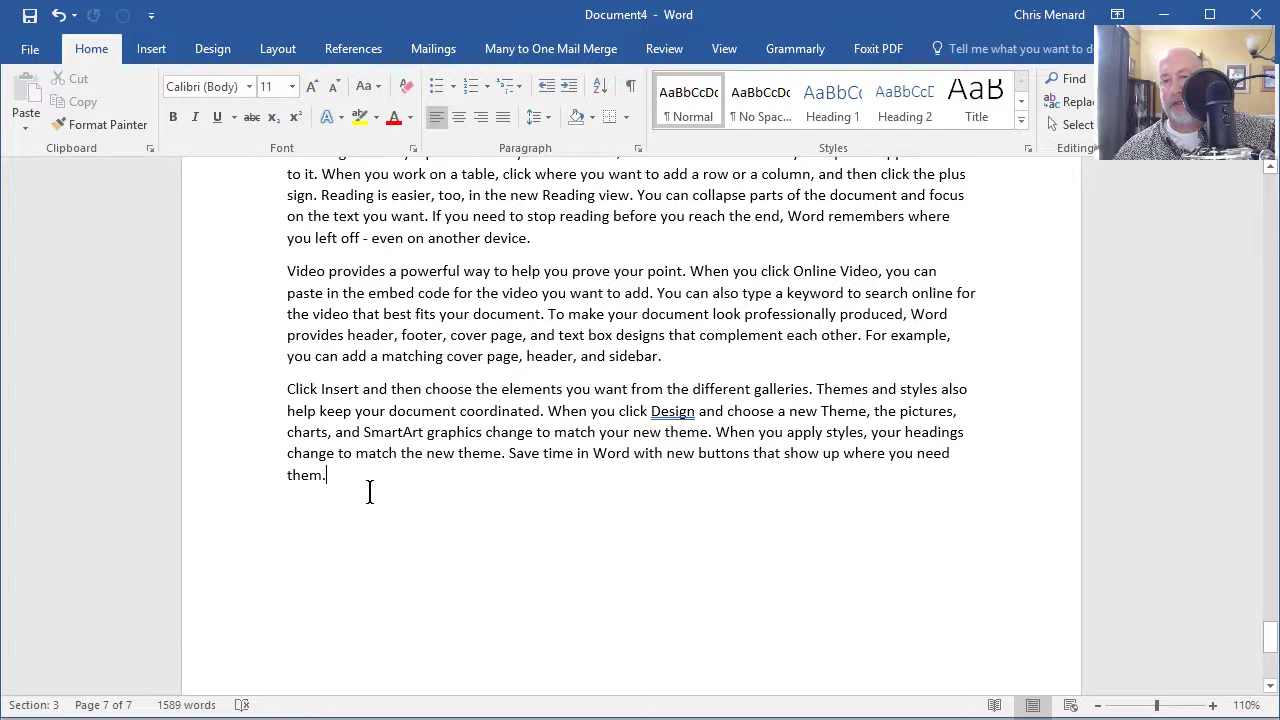 Document4 - Word
Chris Menard
File Home Insert Design Layout References Mailings Many to One Mail Merge Review View Grammarly Foxit PDF Tell me what you want to do
Paste
Cut
Copy
Format Painter
Clipboard
Calibri (Body) 11
Font
Paragraph
AaBbCcDc AaBbCcDc AaBbCc AaBbCcD AaB
¶ Normal ¶ No Spac... Heading 1 Heading 2 Title
Styles
Find
Replac
Select
Editing
to it. When you work on a table, click where you want to add a row or a column, and then click the plus
sign. Reading is easier, too, in the new Reading view. You can collapse parts of the document and focus
on the text you want. If you need to stop reading before you reach the end, Word remembers where
you left off - even on another device.
Video provides a powerful way to help you prove your point. When you click Online Video, you can
paste in the embed code for the video you want to add. You can also type a keyword to search online for
the video that best fits your document. To make your document look professionally produced, Word
provides header, footer, cover page, and text box designs that complement each other. For example,
you can add a matching cover page, header, and sidebar.
Click Insert and then choose the elements you want from the different galleries. Themes and styles also
help keep your document coordinated. When you click Design and choose a new Theme, the pictures,
charts, and SmartArt graphics change to match your new theme. When you apply styles, your headings
change to match the new theme. Save time in Word with new buttons that show up where you need
them.
Section: 3 Page 7 of 7 1589 words 110%